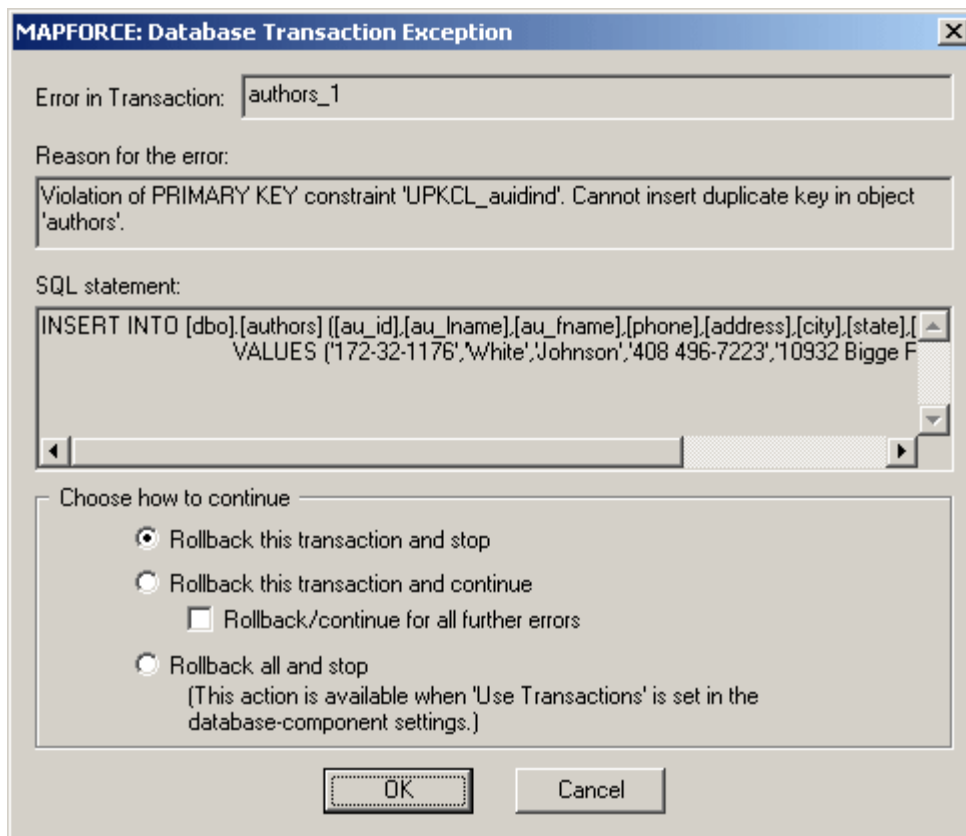 MAPFORCE: Database Transaction Exception
Error in Transaction: authors_1
Reason for the error:
Violation of PRIMARY KEY constraint 'UPKCL_auidind'. Cannot insert duplicate key in object
'authors'.
SQL statement:
INSERT INTO [dbo].[authors] ([au_id],[au_lname],[au_fname],[phone],[address],[city],[state],[
VALUES ('172-32-1176','White','Johnson','408 496-7223','10932 Bigge F
Choose how to continue
Rollback this transaction and stop
Rollback this transaction and continue
Rollback/continue for all further errors
Rollback all and stop
(This action is available when 'Use Transactions' is set in the
database-component settings.)
OK Cancel